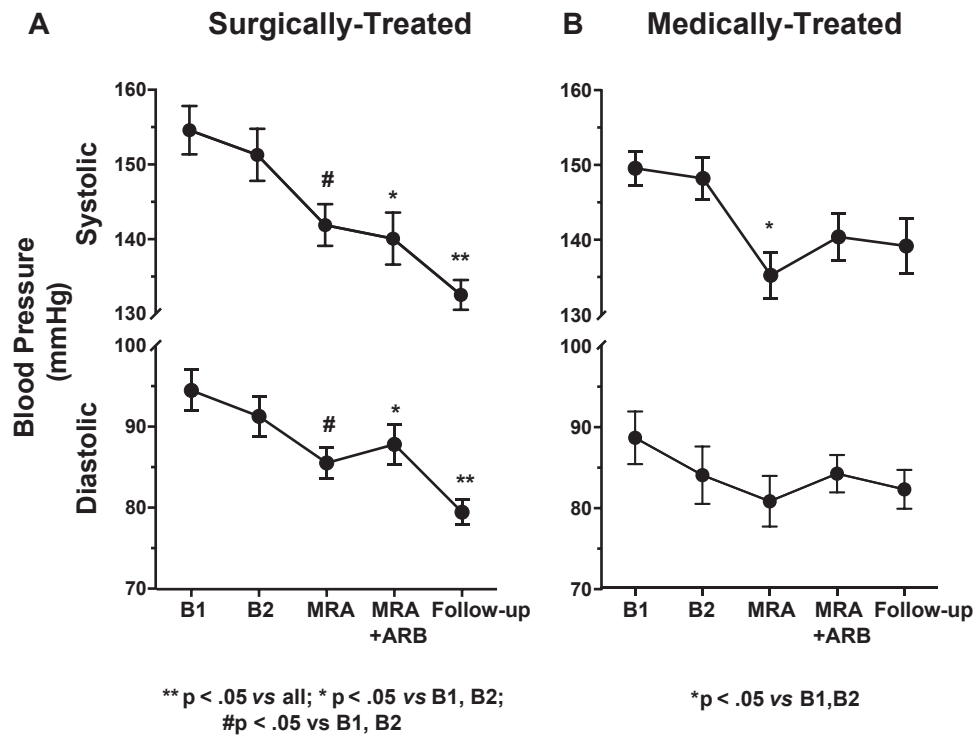 A Surgically-Treated
B Medically-Treated
Blood Pressure
(mmHg)
Systolic
160
150
#
*
140
**
130
Diastolic
100
90
#
*
**
80
70
B1 B2 MRA MRA Follow-up
+ARB
**p < .05 vs all; *p < .05 vs B1, B2;
#p < .05 vs B1, B2
160
150
*
140
130
100
90
80
70
B1 B2 MRA MRA Follow-up
+ARB
*p < .05 vs B1,B2